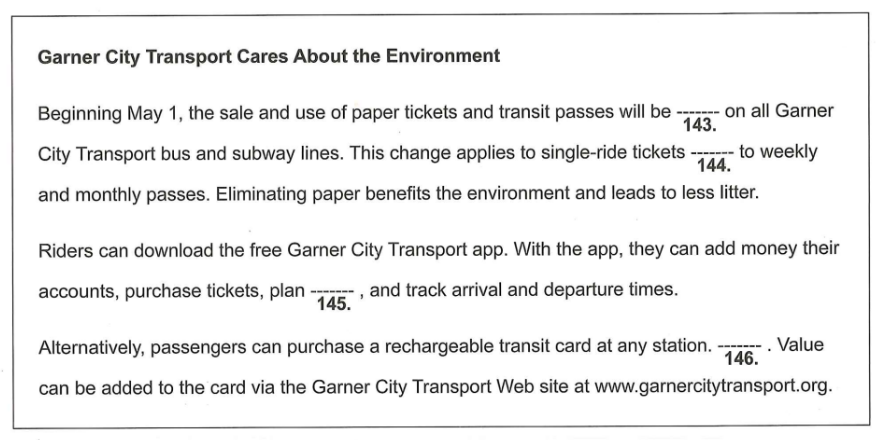 Garner City Transport Cares About the Environment
Beginning May 1, the sale and use of paper tickets and transit passes will be ------- on all Garner
143.
City Transport bus and subway lines. This change applies to single-ride tickets ------- to weekly
144.
and monthly passes. Eliminating paper benefits the environment and leads to less litter.
Riders can download the free Garner City Transport app. With the app, they can add money their
accounts, purchase tickets, plan ------- , and track arrival and departure times.
145.
Alternatively, passengers can purchase a rechargeable transit card at any station. ------- . Value
146.
can be added to the card via the Garner City Transport Web site at www.garnercitytransport.org.